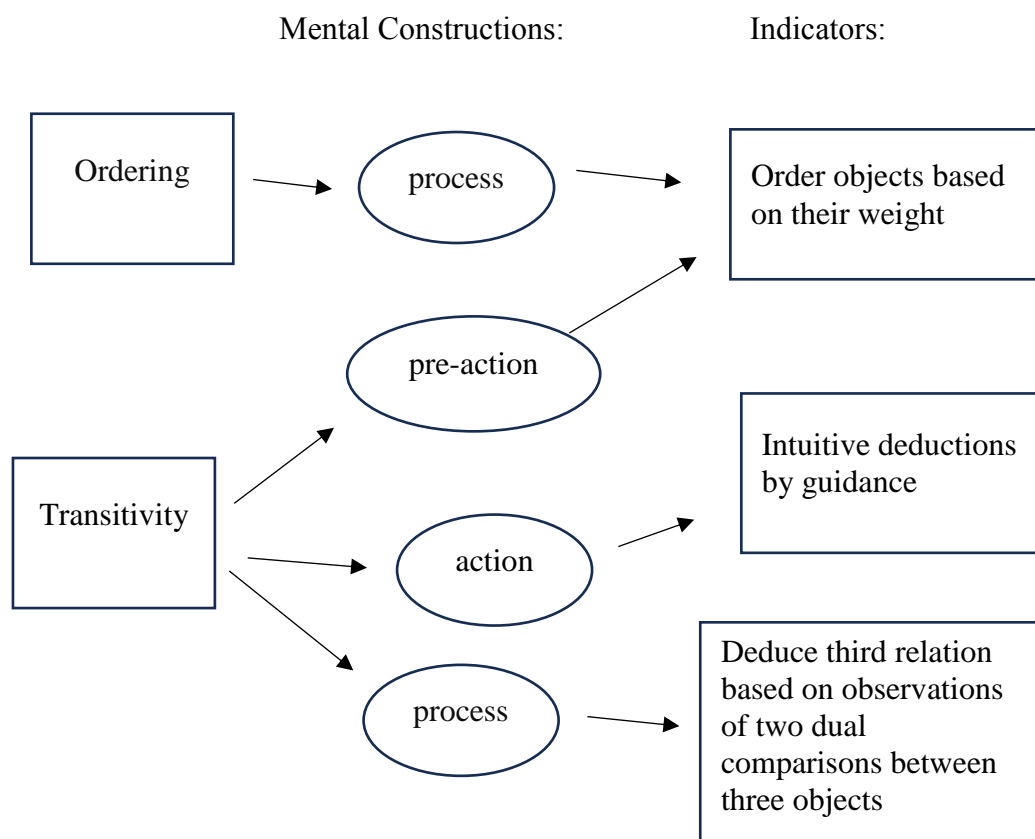 Mental Constructions:
Indicators:
Ordering
process
Order objects based
on their weight
pre-action
Intuitive deductions
by guidance
Transitivity
action
process
Deduce third relation
based on observations
of two dual
comparisons between
three objects